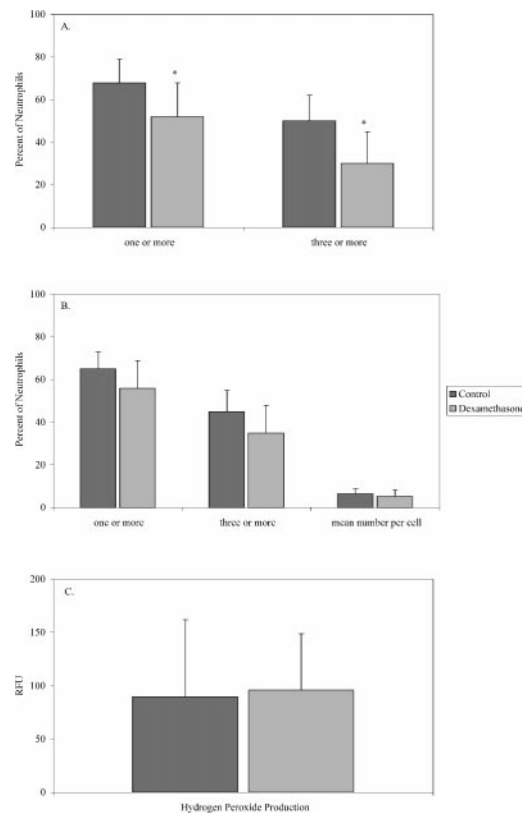 100
A.
80
*
Percent of Neutrophils
60
*
40
20
0
one or more
three or more
100
B.
80
Percent of Neutrophils
60
40
20
0
one or more
three or more
mean number per cell
Control
Dexamethasone
200
C.
150
RFU
100
50
0
Hydrogen Peroxide Production